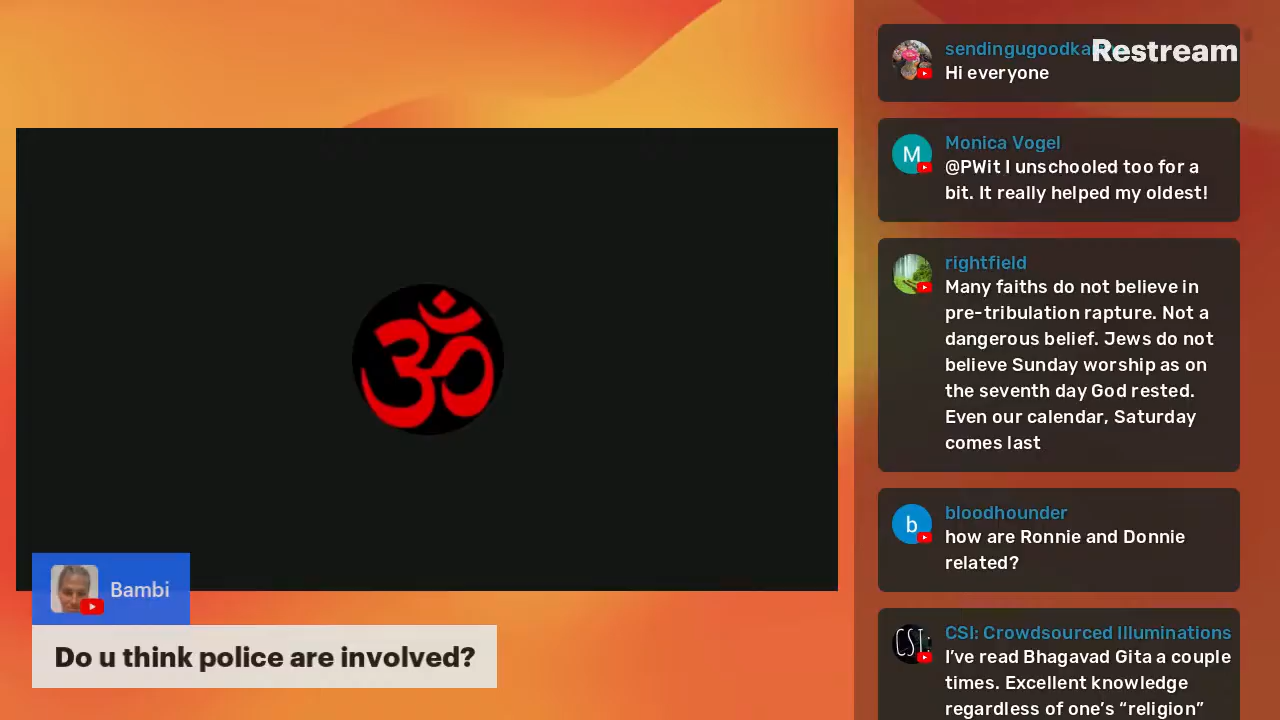 ॐ
Bambi
Do u think police are involved?
Restream
Hi everyone
Monica Vogel
@PWit I unschooled too for a
bit. It really helped my oldest!
rightfield
Many faiths do not believe in
pre-tribulation rapture. Not a
dangerous belief. Jews do not
believe Sunday worship as on
the seventh day God rested.
Even our calendar, Saturday
comes last
bloodhounder
how are Ronnie and Donnie
related?
CSI: Crowdsourced Illuminations
I’ve read Bhagavad Gita a couple
times. Excellent knowledge
regardless of one’s “religion”
M
b
CSI: